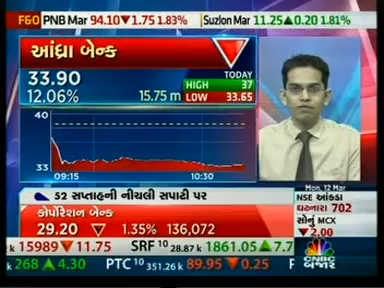 F&O PNB Mar 94.10 ▼ 1.75 1.83% Suzlon Mar 11.25 ▲ 0.20 1.81%
આંધ્રા બેન્ક
33.90
12.06% 15.75 m
TODAY
HIGH 37
LOW 33.65
40
33
09:15 10:30
52 સપ્તાહની નીચલી સપાટી પર
Mon, 12 Mar
NSE આંકડા
ઘટનારા 702
સોનું MCX
▼ 2.00
કોર્પોરેશન બેન્ક
29.20 ▽ 1.35% 136,072
k 15989 ▼ 11.75 SRF 10 28.87 k 1861.05 ▲ 7.7
k 268 ▲ 4.30 PTC 10 351.26 k 89.95 ▼ 0.25
CNBC
બજાર